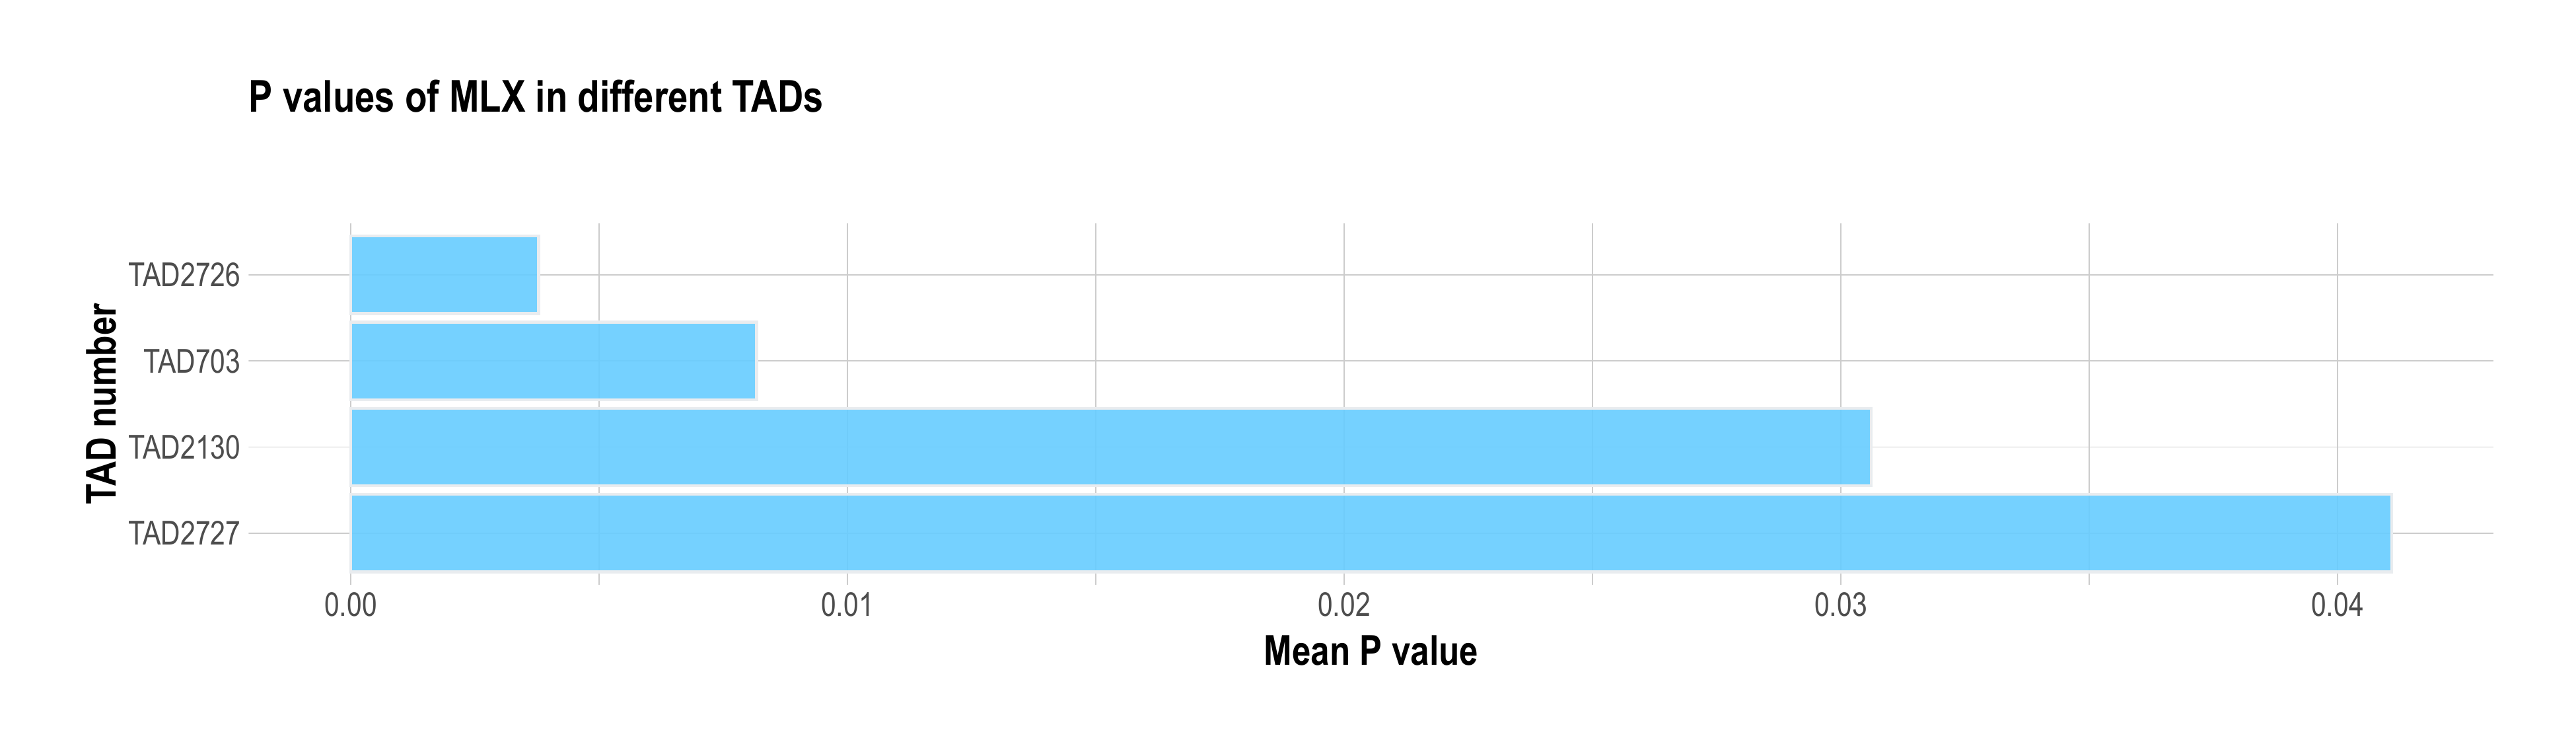 P values of MLX in different TADs
TAD number
TAD2726
TAD703
TAD2130
TAD2727
0.00 0.01 0.02 0.03 0.04
Mean P value